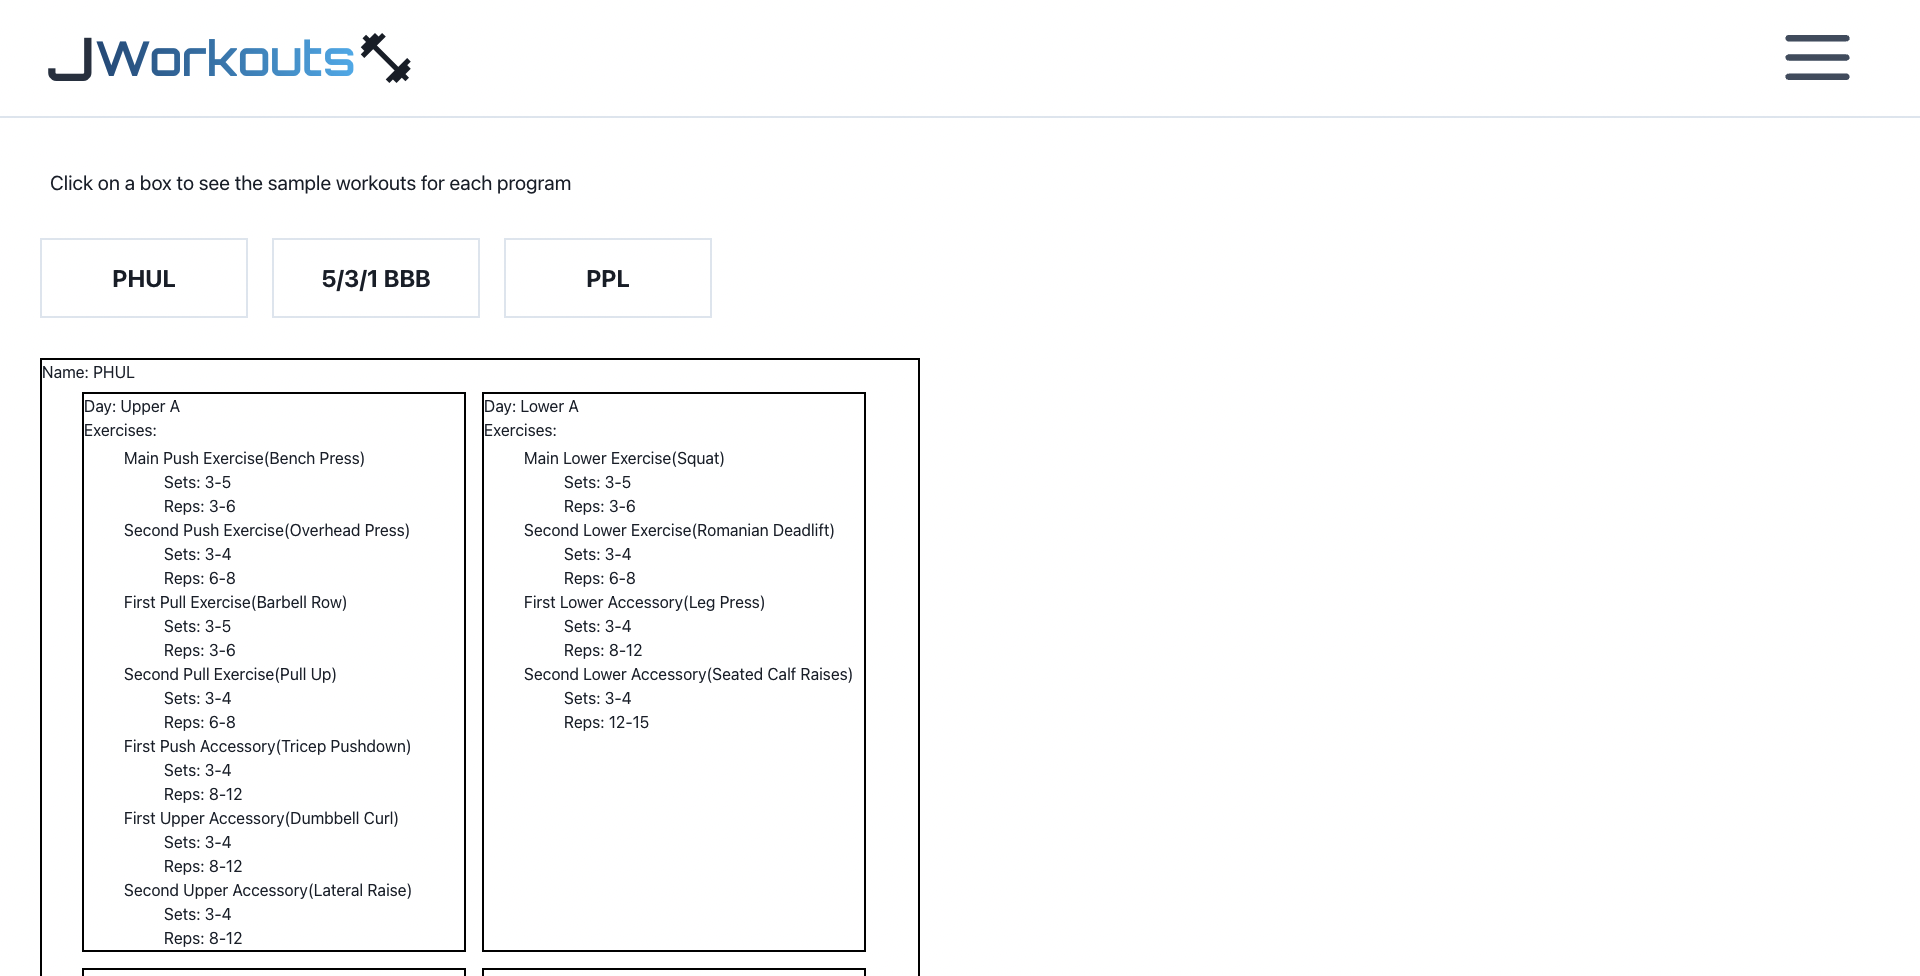 JWorkouts
Click on a box to see the sample workouts for each program
PHUL
5/3/1 BBB
PPL
Name: PHUL
Day: Upper A
Exercises:
Main Push Exercise(Bench Press)
Sets: 3-5
Reps: 3-6
Second Push Exercise(Overhead Press)
Sets: 3-4
Reps: 6-8
First Pull Exercise(Barbell Row)
Sets: 3-5
Reps: 3-6
Second Pull Exercise(Pull Up)
Sets: 3-4
Reps: 6-8
First Push Accessory(Tricep Pushdown)
Sets: 3-4
Reps: 8-12
First Upper Accessory(Dumbbell Curl)
Sets: 3-4
Reps: 8-12
Second Upper Accessory(Lateral Raise)
Sets: 3-4
Reps: 8-12
Day: Lower A
Exercises:
Main Lower Exercise(Squat)
Sets: 3-5
Reps: 3-6
Second Lower Exercise(Romanian Deadlift)
Sets: 3-4
Reps: 6-8
First Lower Accessory(Leg Press)
Sets: 3-4
Reps: 8-12
Second Lower Accessory(Seated Calf Raises)
Sets: 3-4
Reps: 12-15